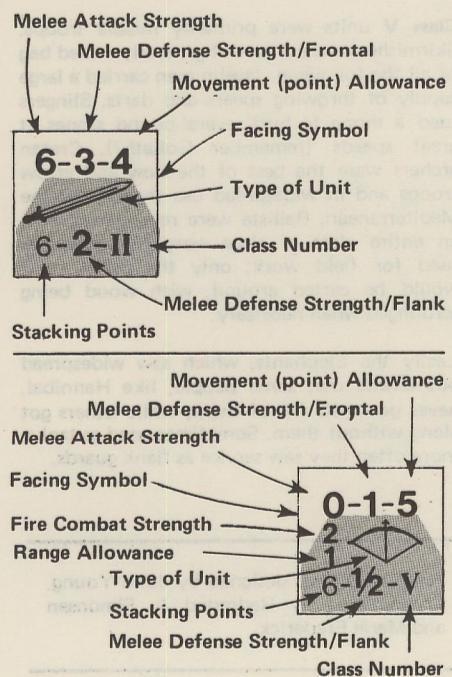 Melee Attack Strength
Melee Defense Strength/Frontal
Movement (point) Allowance
Facing Symbol
6-3-4
Type of Unit
6-2-II
Class Number
Melee Defense Strength/Flank
Stacking Points
Movement (point) Allowance
Melee Defense Strength/Frontal
Melee Attack Strength
Facing Symbol
0-1-5
Fire Combat Strength
2
Range Allowance
1
Type of Unit
6-½-V
Stacking Points
Melee Defense Strength/Flank
Class Number